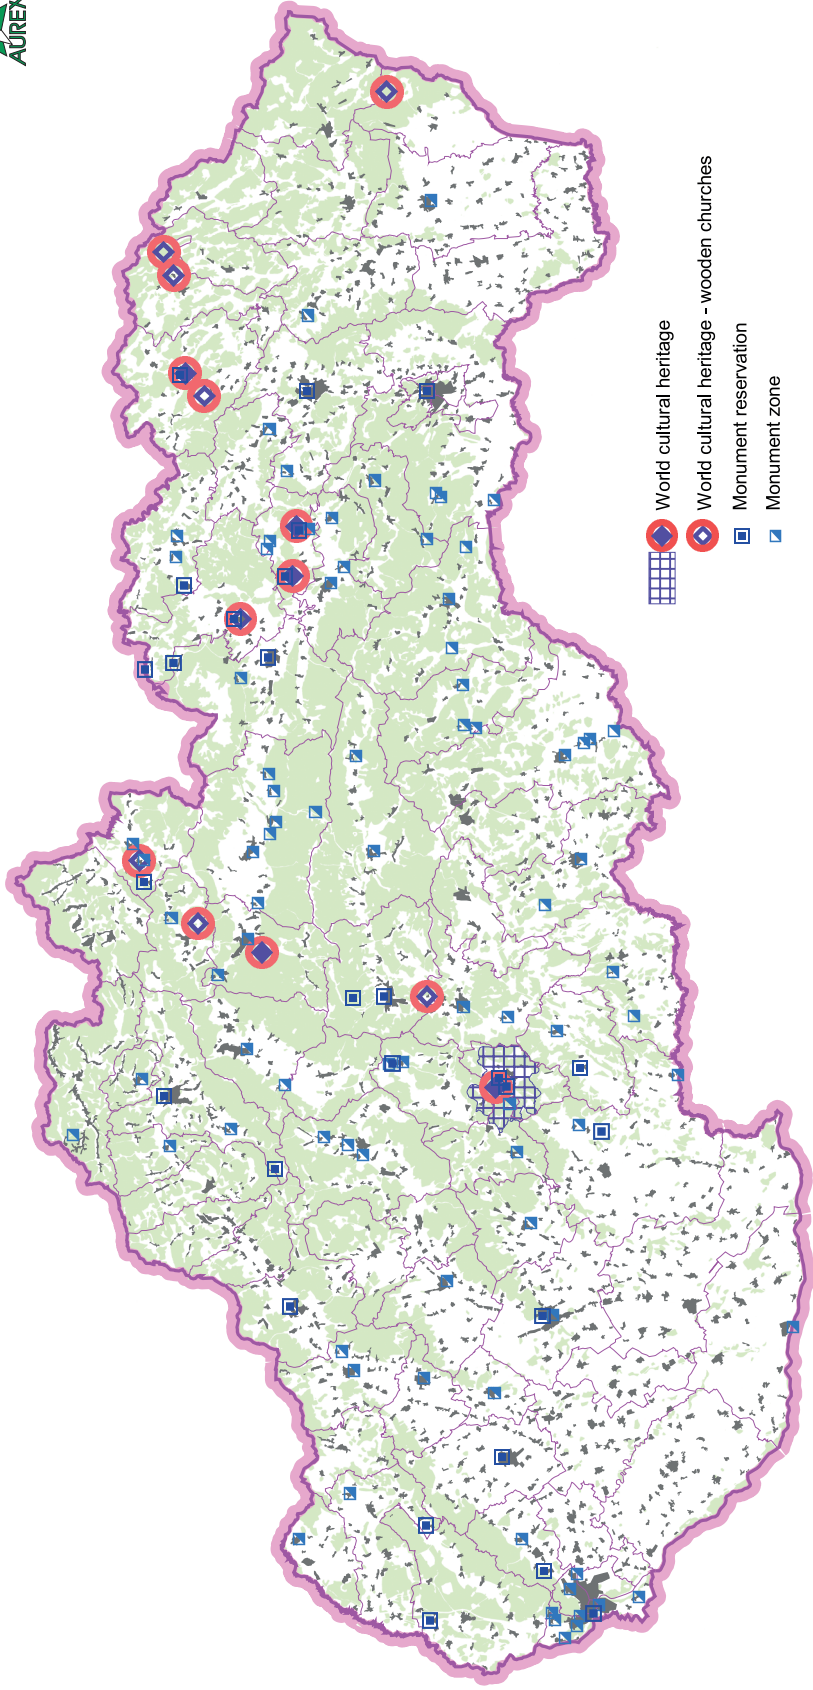 AUREX
World cultural heritage
World cultural heritage - wooden churches
Monument reservation
Monument zone